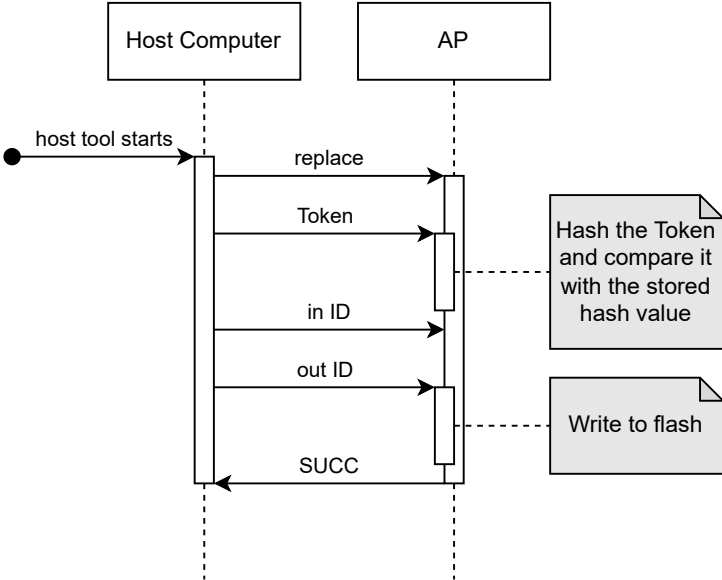 Host Computer
AP
host tool starts
replace
Token
Hash the Token
and compare it
with the stored
hash value
in ID
out ID
Write to flash
SUCC